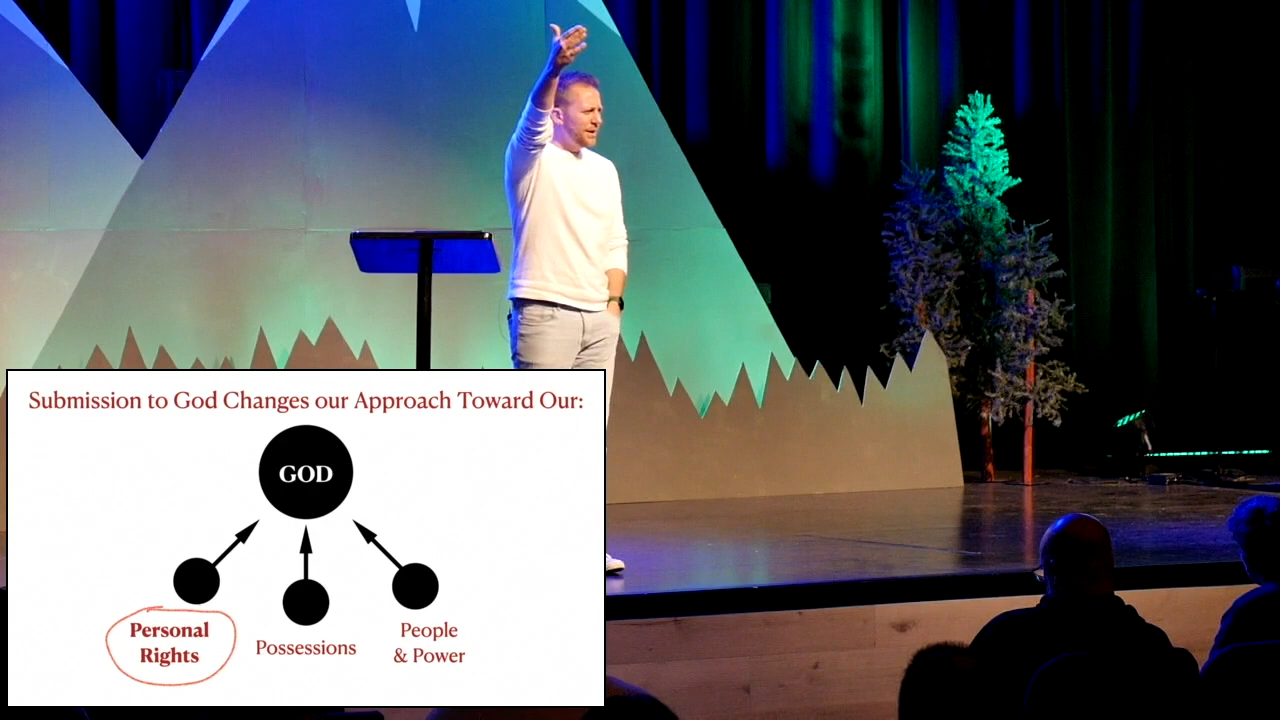 Submission to God Changes our Approach Toward Our:
GOD
Personal
Rights
Possessions
People
& Power